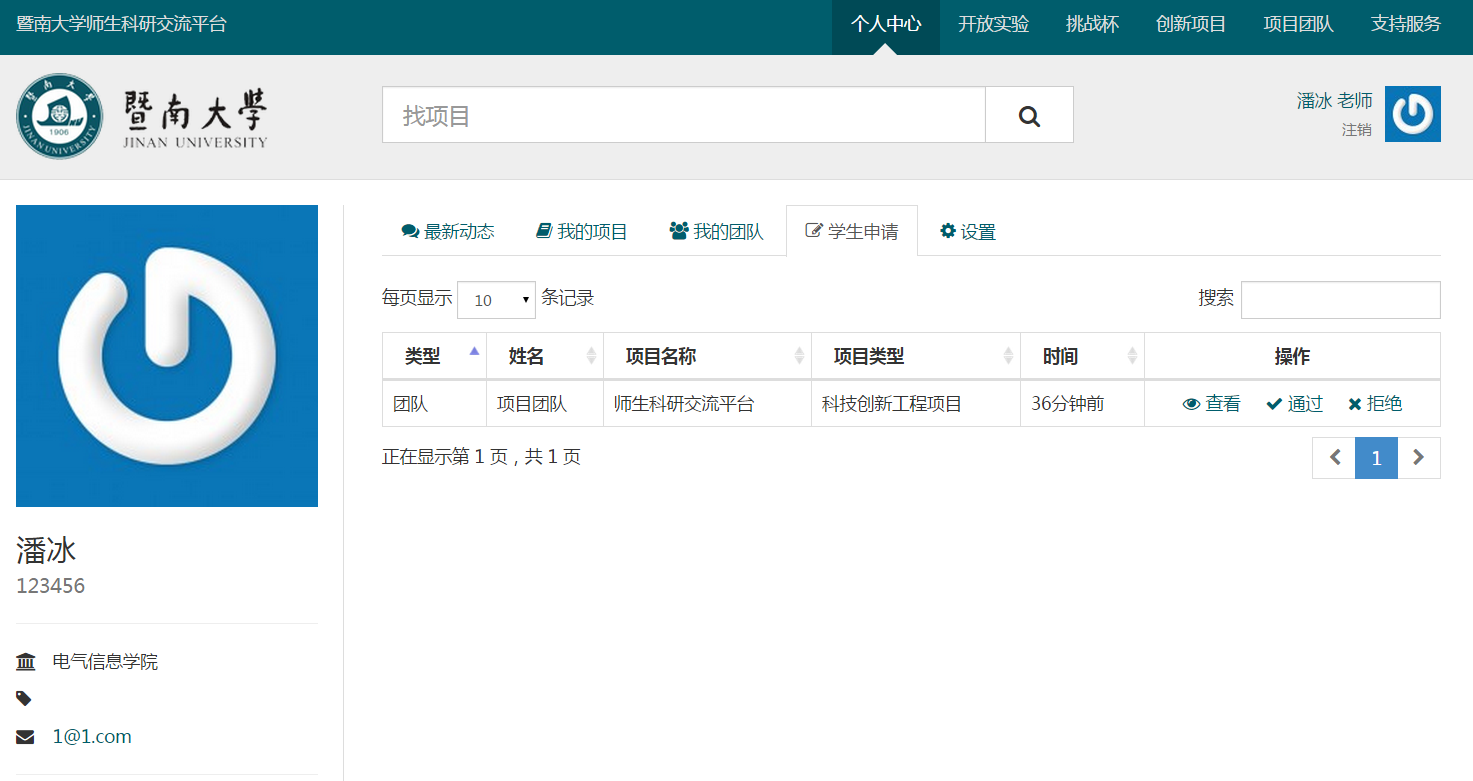 暨南大学师生科研交流平台
个人中心 开放实验 挑战杯 创新项目 项目团队 支持服务
暨南大学
JINAN UNIVERSITY
1906
JINAN UNIVERSITY
暨南大學
找项目
潘冰 老师
注销
最新动态 我的项目 我的团队 学生申请 设置
每页显示 10 条记录 搜索
类型 姓名 项目名称 项目类型 时间 操作
团队 项目团队 师生科研交流平台 科技创新工程项目 36分钟前 查看 通过 拒绝
正在显示第 1 页，共 1 页
1
潘冰
123456
电气信息学院
1@1.com